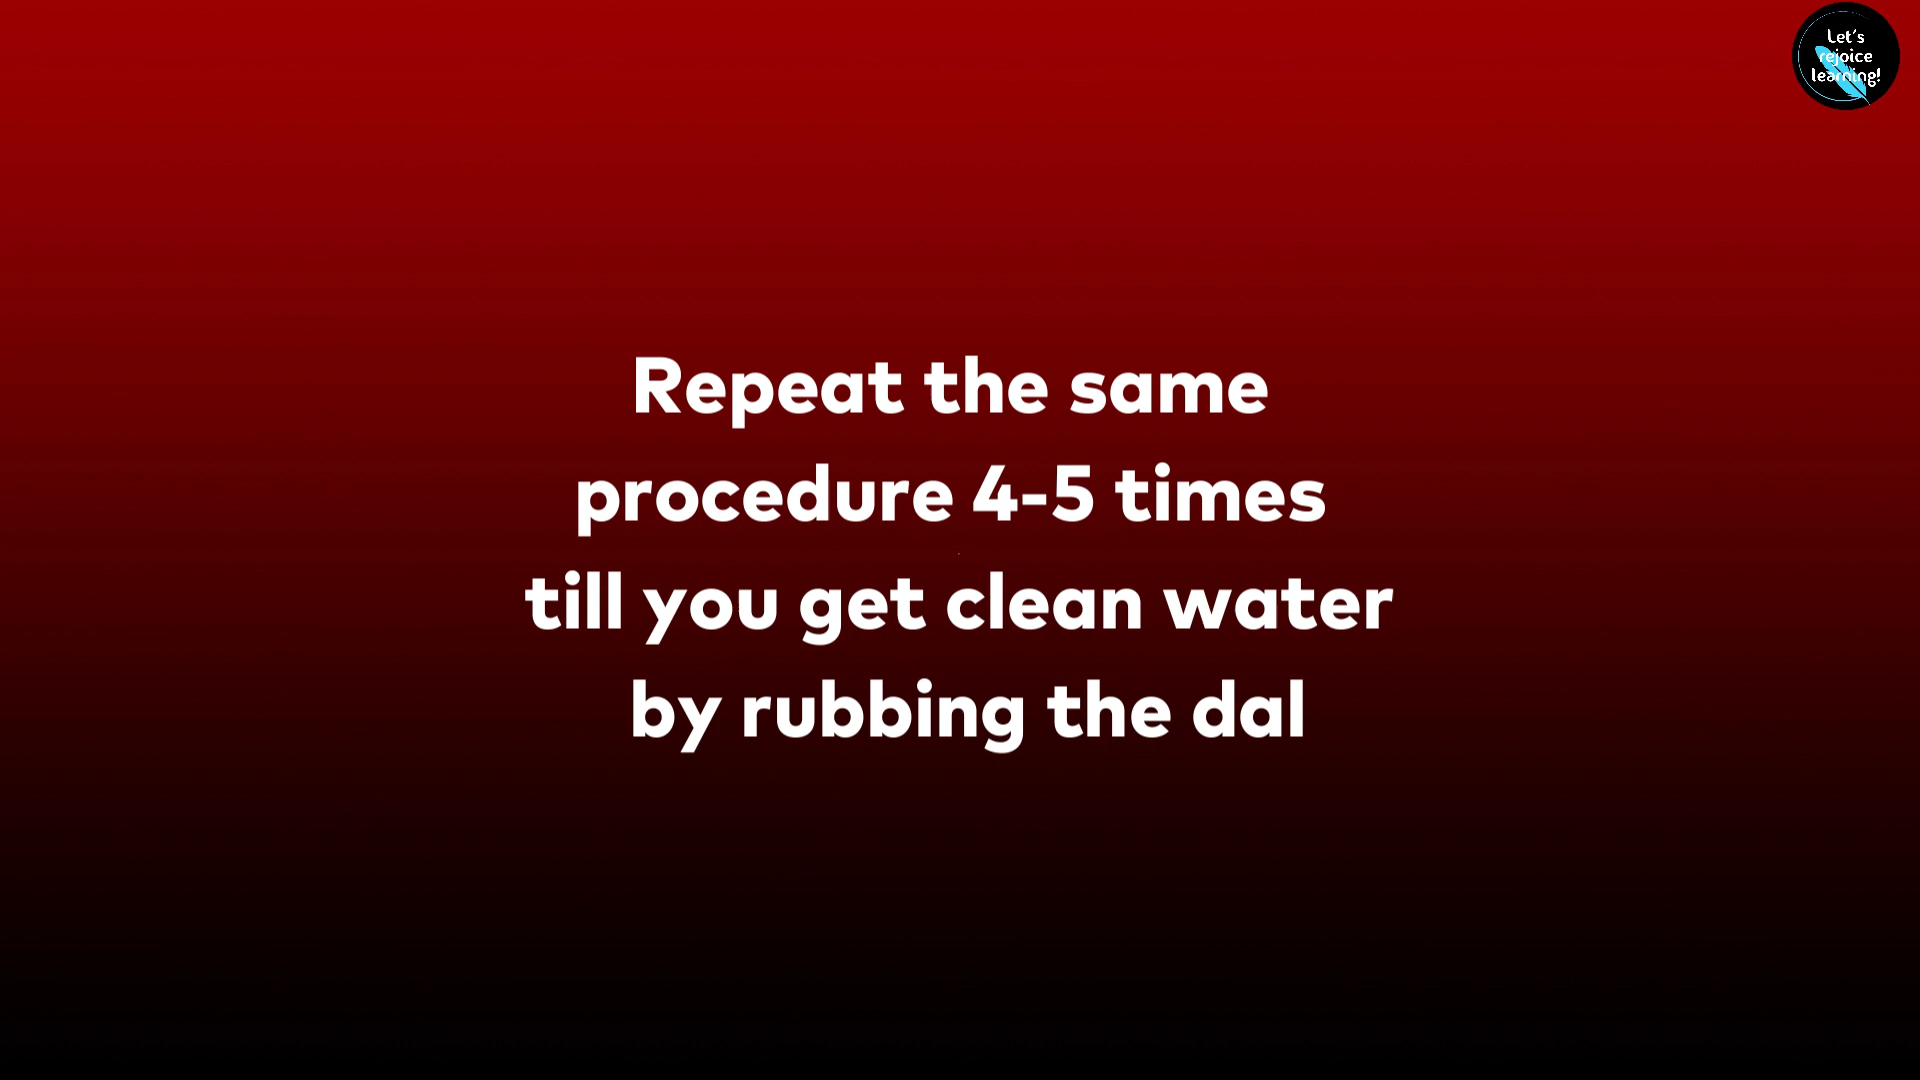 Let's
rejoice
learning!
Repeat the same
procedure 4-5 times
till you get clean water
by rubbing the dal